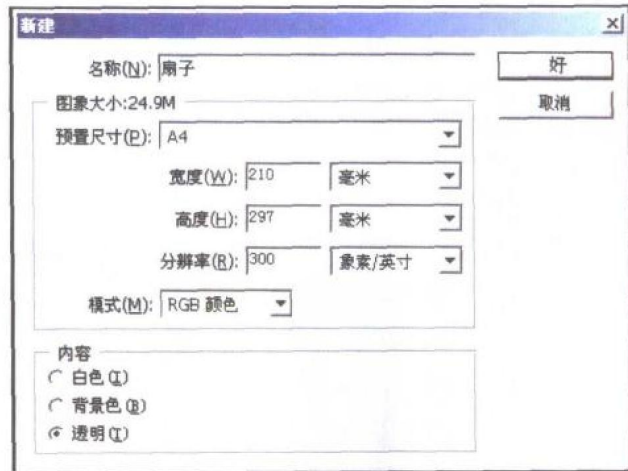 新建
名称(N): 扇子
好
图象大小:24.9M
取消
预置尺寸(P): A4
宽度(W): 210 毫米
高度(H): 297 毫米
分辨率(R): 300 象素/英寸
模式(M): RGB 颜色
内容
白色(I)
背景色(B)
透明(T)